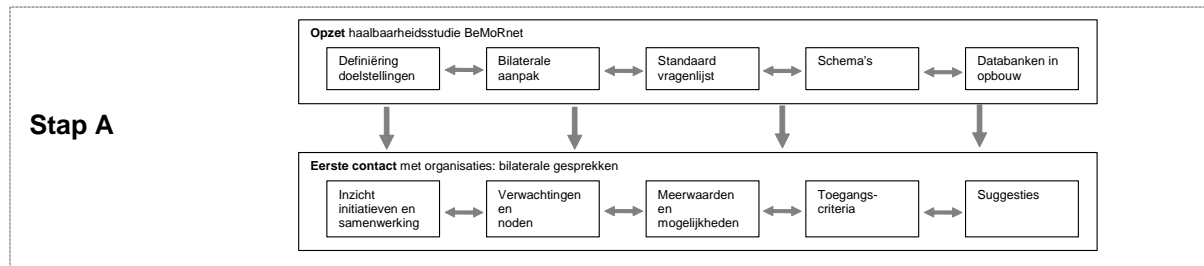 Stap A
Opzet haalbaarheidsstudie BeMoRnet
Definiëring
doelstellingen
Bilaterale
aanpak
Standaard
vragenlijst
Schema's
Databanken in
opbouw
Eerste contact met organisaties: bilaterale gesprekken
Inzicht
initiatieven en
samenwerking
Verwachtingen
en
noden
Meerwaarden
en
mogelijkheden
Toegangs-
criteria
Suggesties